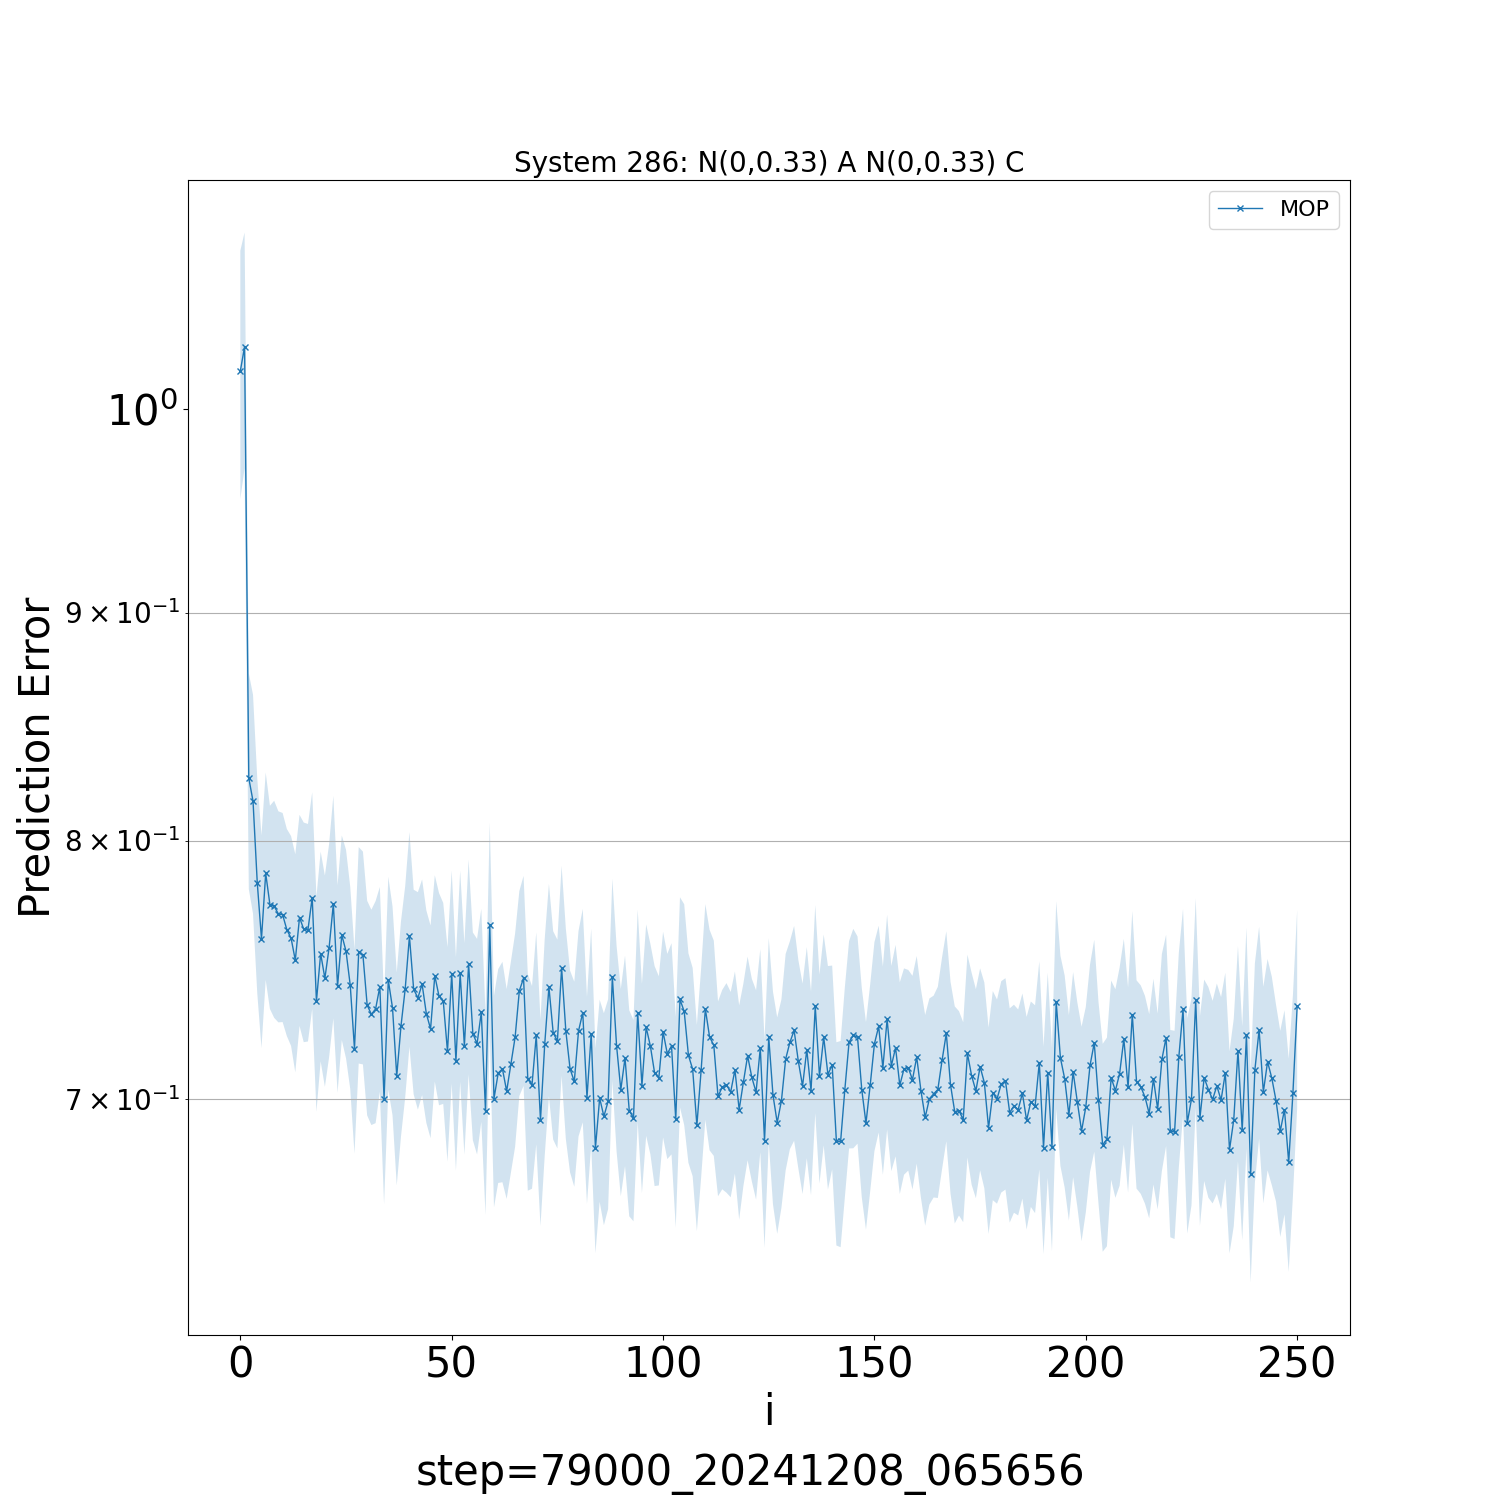 System 286: N(0,0.33) A N(0,0.33) C
MOP
10⁰
9 × 10⁻¹
8 × 10⁻¹
7 × 10⁻¹
Prediction Error
0 50 100 150 200 250
i
step=79000_20241208_065656